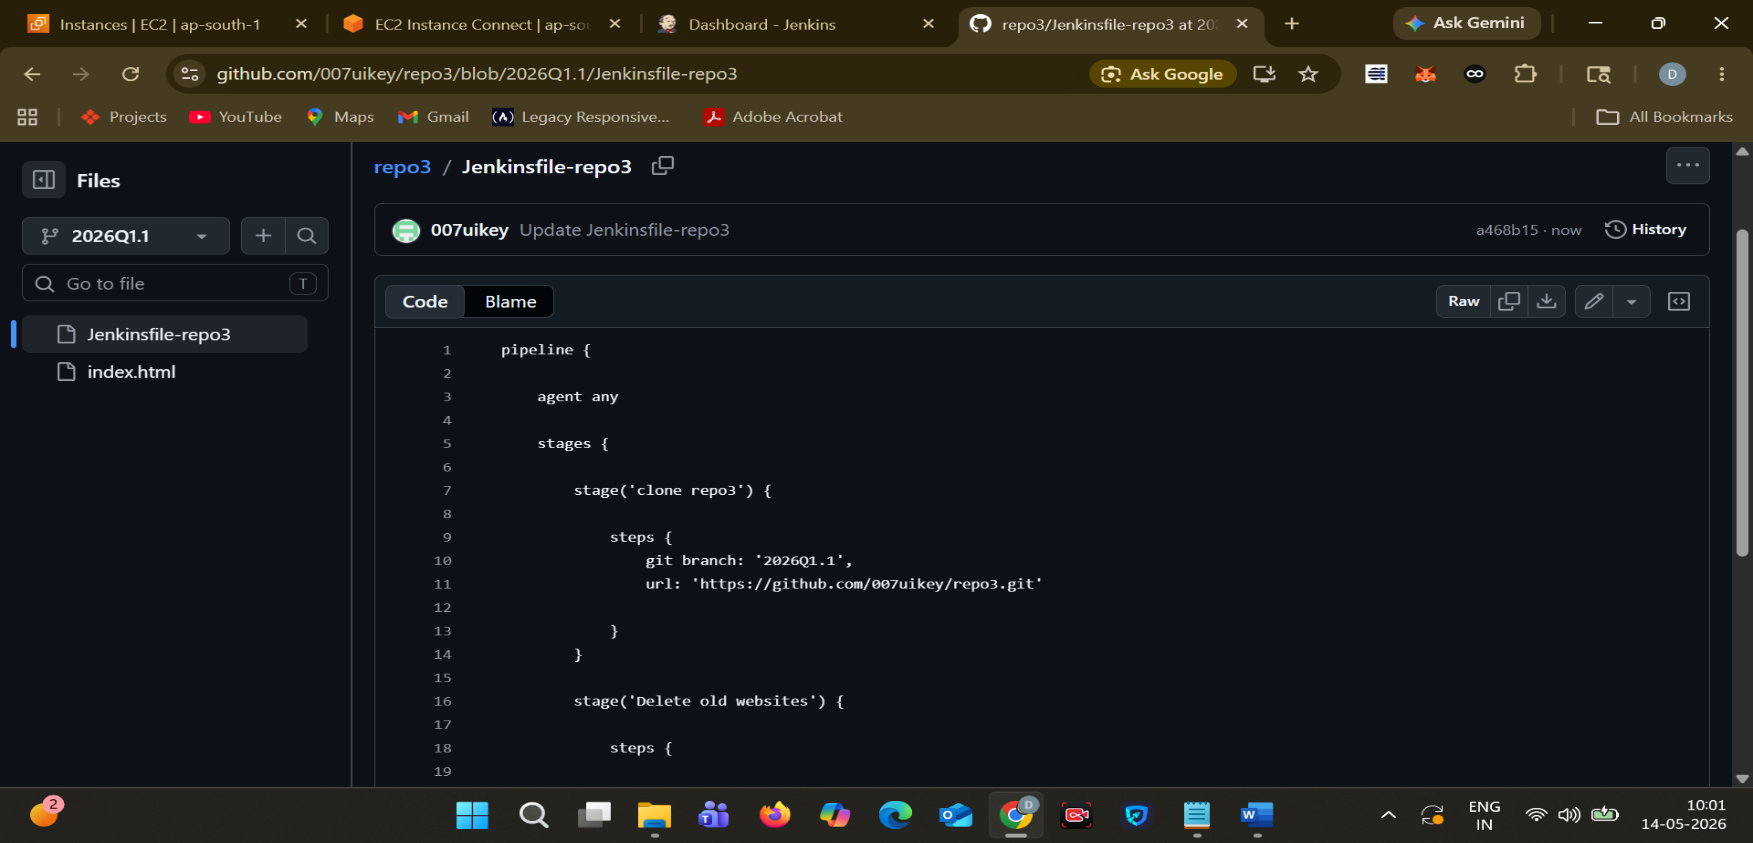 Instances | EC2 | ap-south-1
EC2 Instance Connect | ap-sou
Dashboard - Jenkins
repo3/Jenkinsfile-repo3 at 202
Ask Gemini
github.com/007uikey/repo3/blob/2026Q1.1/Jenkinsfile-repo3
Ask Google
D
Projects
YouTube
Maps
Gmail
Legacy Responsive...
Adobe Acrobat
All Bookmarks
Files
repo3 / Jenkinsfile-repo3
2026Q1.1
Go to file
T
Jenkinsfile-repo3
index.html
007uikey Update Jenkinsfile-repo3
a468b15 · now
History
Code
Blame
Raw
1 pipeline {
2
3 agent any
4
5 stages {
6
7 stage('clone repo3') {
8
9 steps {
10 git branch: '2026Q1.1',
11 url: 'https://github.com/007uikey/repo3.git'
12
13 }
14 }
15
16 stage('Delete old websites') {
17
18 steps {
19
2
D
ENG
IN
10:01
14-05-2026